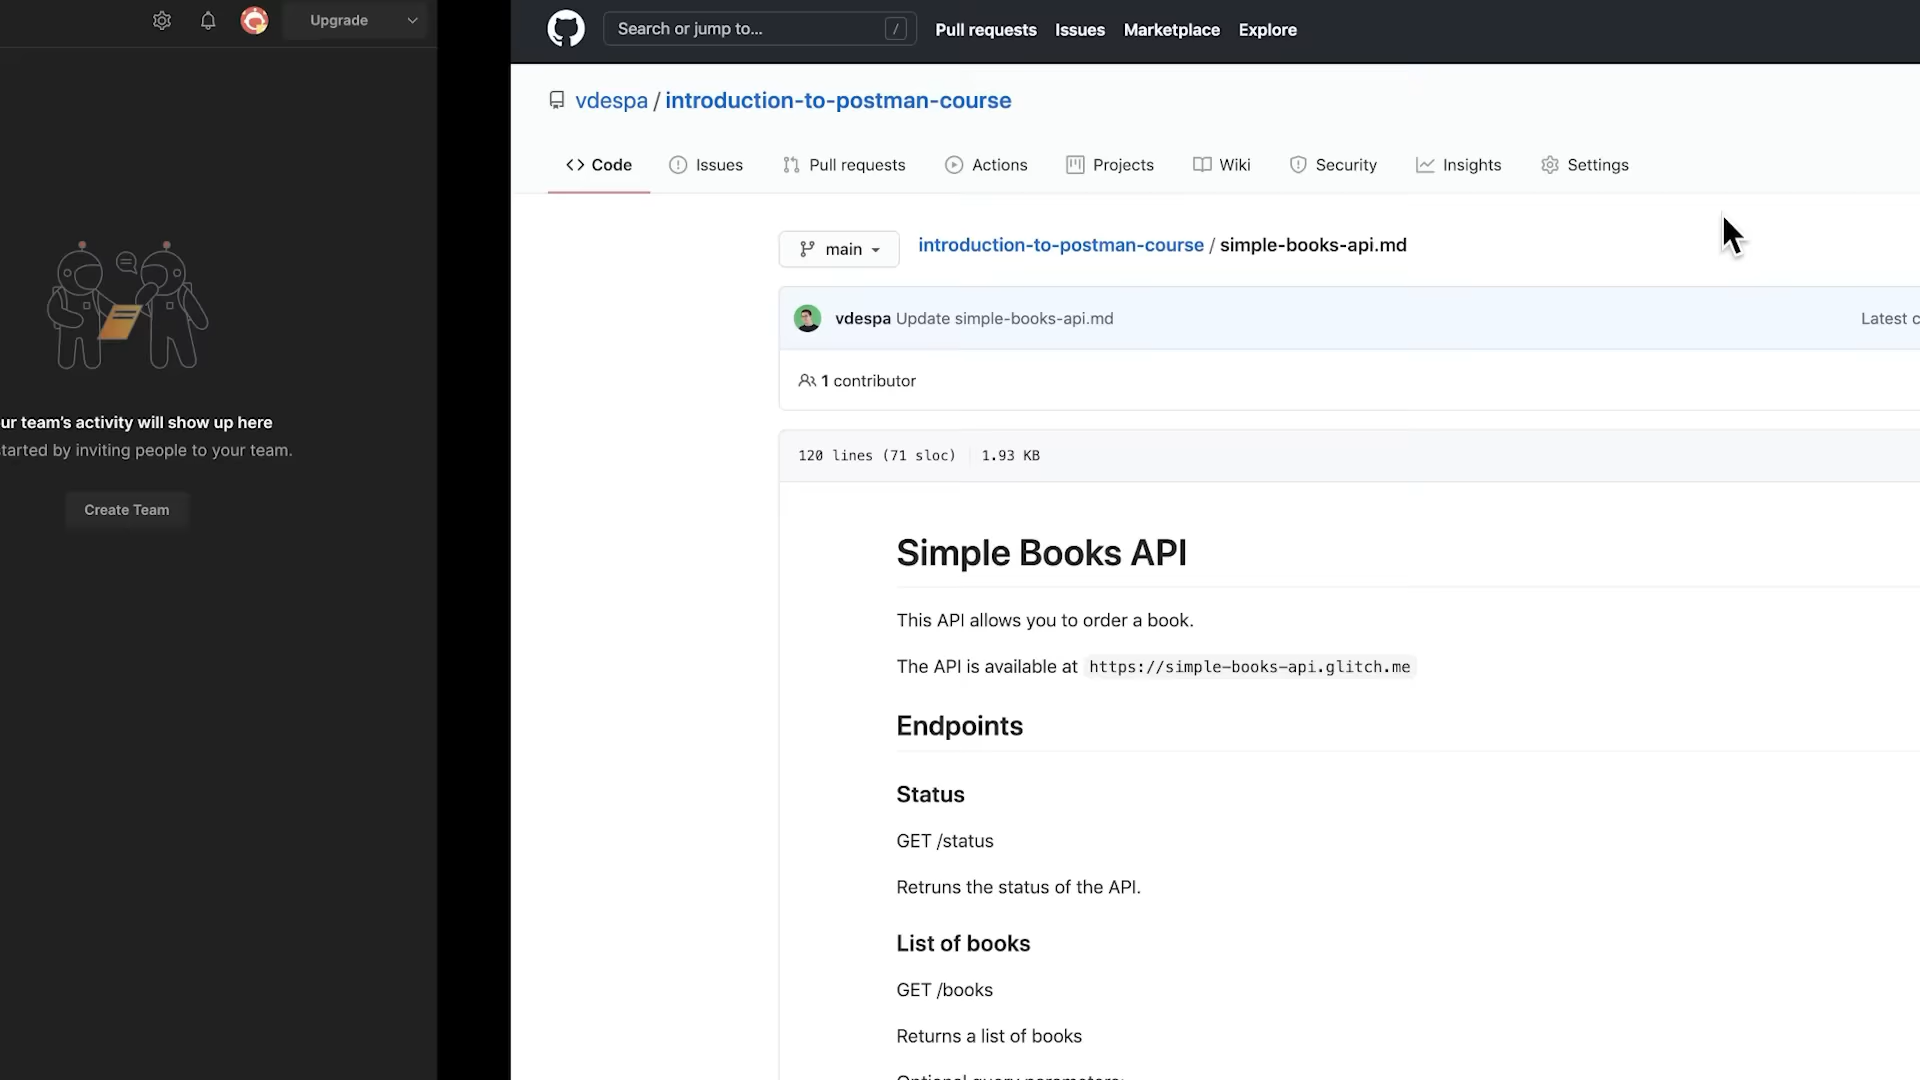 Upgrade
ur team's activity will show up here
tarted by inviting people to your team.
Create Team
Search or jump to...
/
Pull requests
Issues
Marketplace
Explore
vdespa / introduction-to-postman-course
Code
Issues
Pull requests
Actions
Projects
Wiki
Security
Insights
Settings
main
introduction-to-postman-course / simple-books-api.md
vdespa Update simple-books-api.md
Latest c
1 contributor
120 lines (71 sloc) 1.93 KB
Simple Books API
This API allows you to order a book.
The API is available at https://simple-books-api.glitch.me
Endpoints
Status
GET /status
Retruns the status of the API.
List of books
GET /books
Returns a list of books
Optional query parameters: